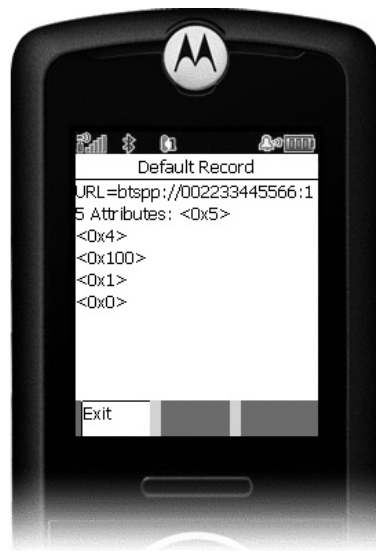 Default Record
URL=btspp://002233445566:1
5 Attributes: <0x5>
<0x4>
<0x100>
<0x1>
<0x0>
Exit